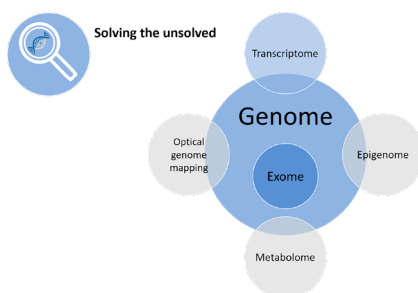 Solving the unsolved
Transcriptome
Genome
Optical
genome
mapping
Exome
Epigenome
Metabolome